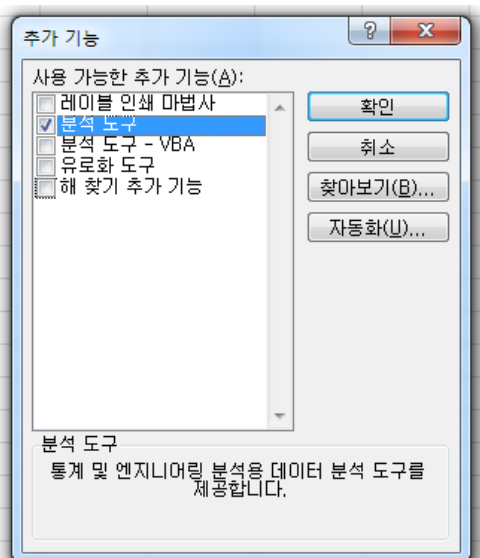 추가 기능
사용 가능한 추가 기능(A):
레이블 인쇄 마법사
분석 도구
분석 도구 - VBA
유로화 도구
해 찾기 추가 기능
확인
취소
찾아보기(B)...
자동화(U)...
분석 도구
통계 및 엔지니어링 분석용 데이터 분석 도구를
제공합니다.